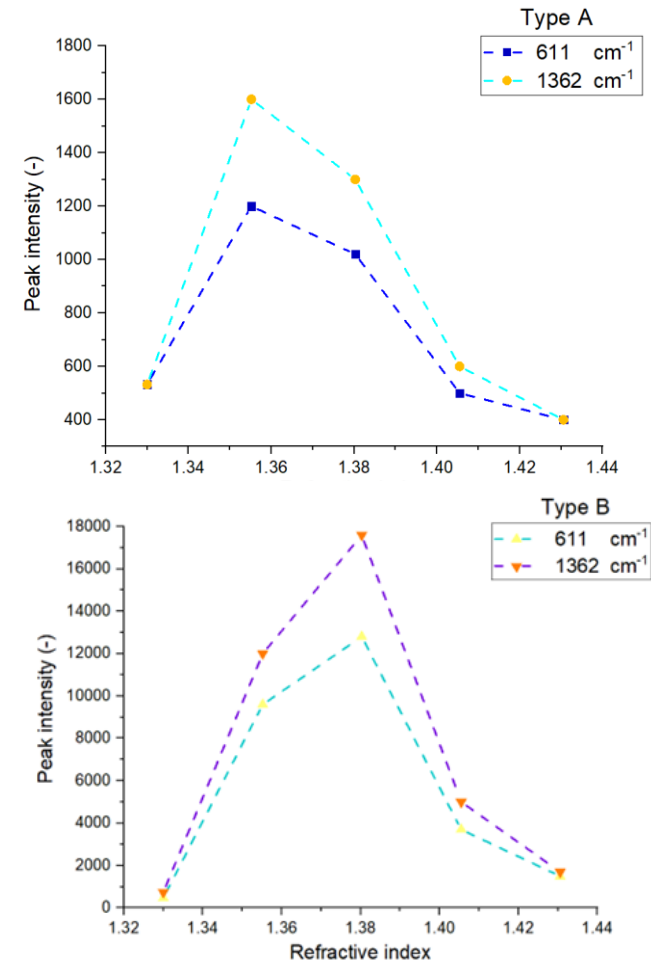 Type A
611 cm⁻¹
1362 cm⁻¹
1800
1600
1400
1200
1000
800
600
400
Peak intensity (-)
1.32 1.34 1.36 1.38 1.40 1.42 1.44
Type B
611 cm⁻¹
1362 cm⁻¹
18000
16000
14000
12000
10000
8000
6000
4000
2000
0
Peak intensity (-)
1.32 1.34 1.36 1.38 1.40 1.42 1.44
Refractive index